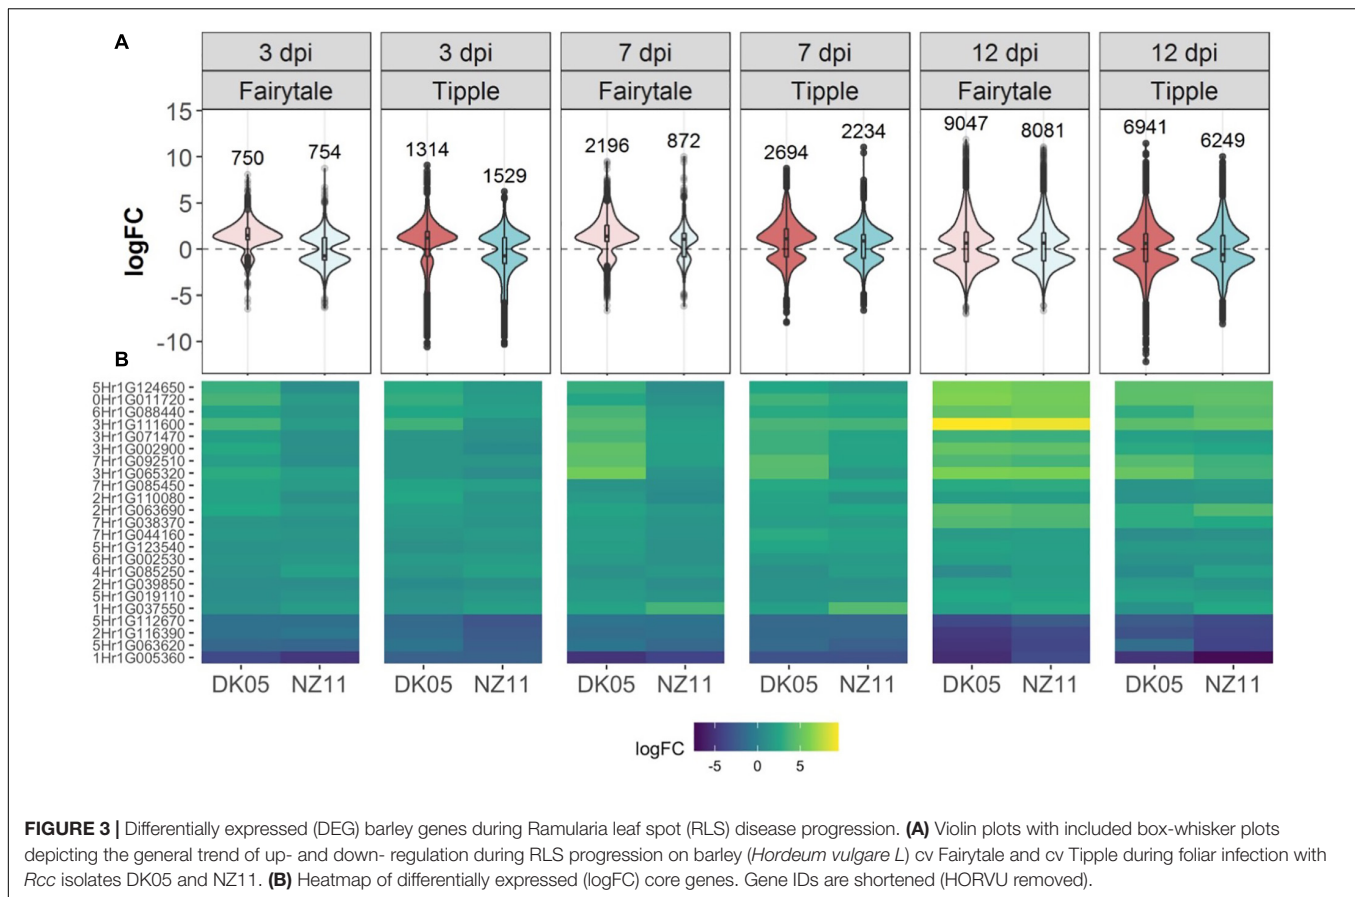 A
3 dpi 3 dpi 7 dpi 7 dpi 12 dpi 12 dpi
Fairytale Tipple Fairytale Tipple Fairytale Tipple
logFC
15
10
5
0
-5
-10
750 754 1314 1529 2196 872 2694 2234 9047 8081 6941 6249
B
5Hr1G124650
0Hr1G011720
6Hr1G088440
3Hr1G111600
3Hr1G071470
3Hr1G002900
7Hr1G092510
3Hr1G065320
7Hr1G085450
2Hr1G110080
2Hr1G063690
7Hr1G038370
7Hr1G044160
5Hr1G123540
6Hr1G002530
4Hr1G085250
2Hr1G039850
5Hr1G019110
1Hr1G037550
5Hr1G112670
2Hr1G116390
5Hr1G063620
1Hr1G005360
DK05 NZ11 DK05 NZ11 DK05 NZ11 DK05 NZ11 DK05 NZ11 DK05 NZ11
logFC
-5 0 5
FIGURE 3 | Differentially expressed (DEG) barley genes during Ramularia leaf spot (RLS) disease progression. (A) Violin plots with included box-whisker plots
depicting the general trend of up- and down- regulation during RLS progression on barley (Hordeum vulgare L) cv Fairytale and cv Tipple during foliar infection with
Rcc isolates DK05 and NZ11. (B) Heatmap of differentially expressed (logFC) core genes. Gene IDs are shortened (HORVU removed).